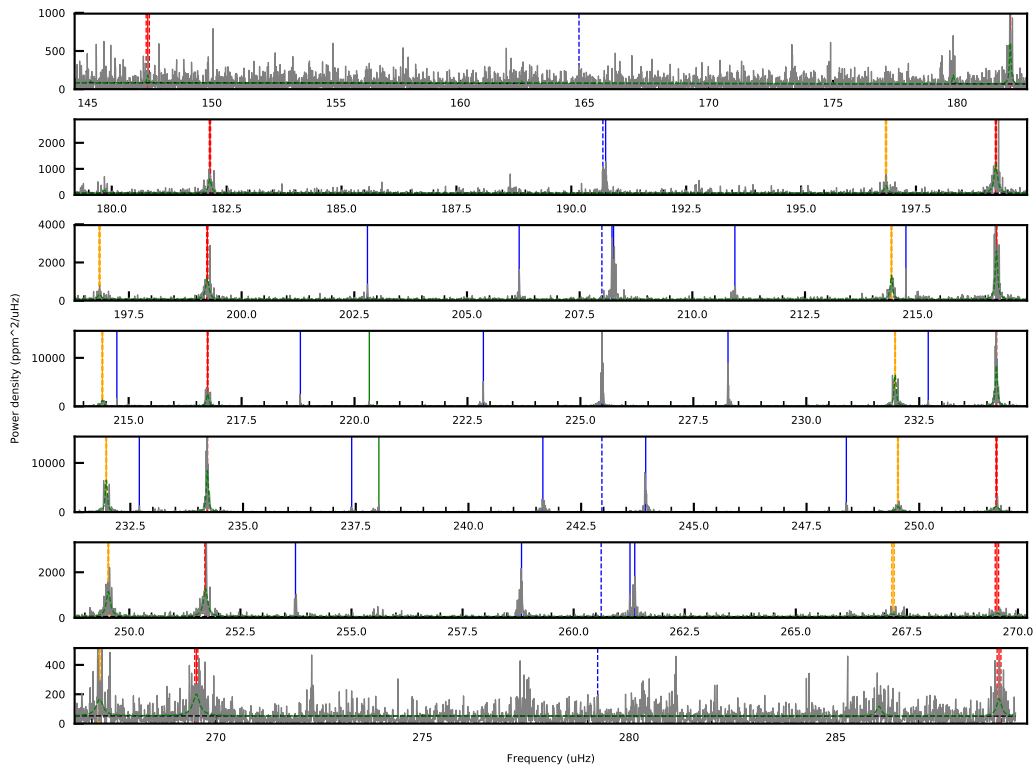 1000
500
0
145 150 155 160 165 170 175 180
2000
1000
0
180.0 182.5 185.0 187.5 190.0 192.5 195.0 197.5
4000
2000
0
197.5 200.0 202.5 205.0 207.5 210.0 212.5 215.0
10000
0
215.0 217.5 220.0 222.5 225.0 227.5 230.0 232.5
Power density (ppm^2/uHz)
10000
0
232.5 235.0 237.5 240.0 242.5 245.0 247.5 250.0
2000
0
250.0 252.5 255.0 257.5 260.0 262.5 265.0 267.5 270.0
400
200
0
270 275 280 285
Frequency (uHz)